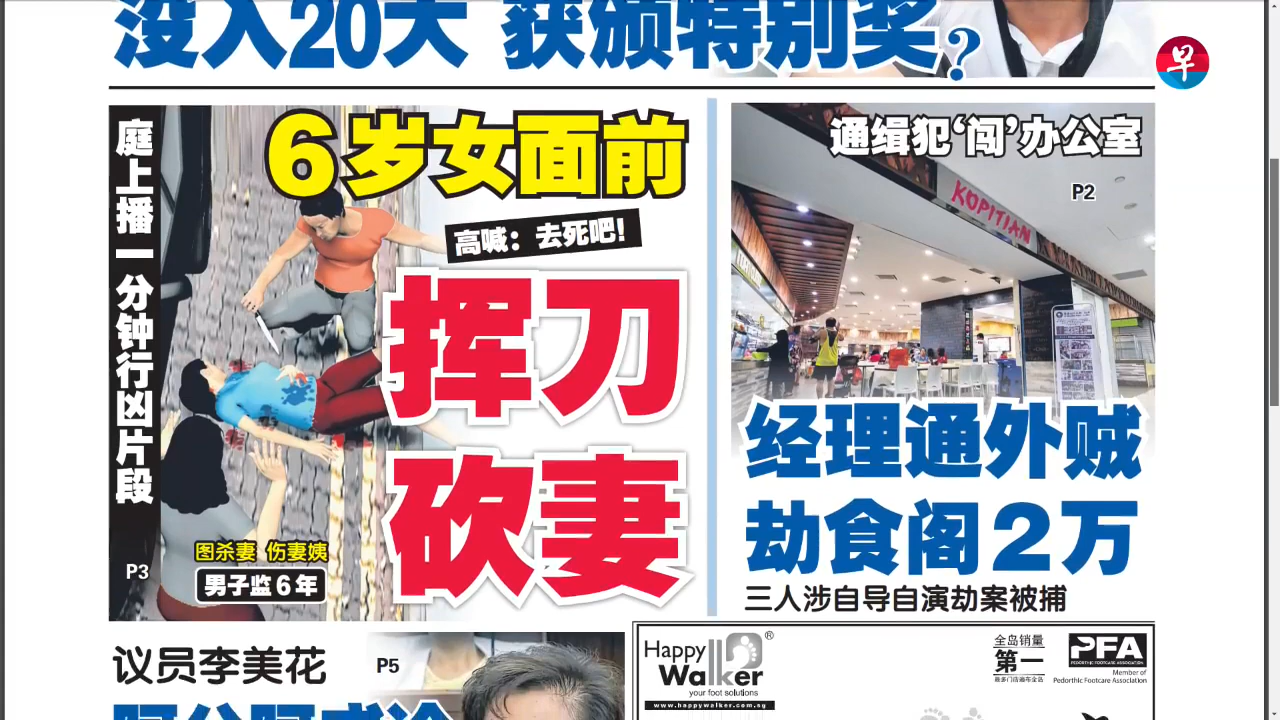 没入20大 获颁特别奖?
早
庭上播一分钟行凶片段
P3
6岁女面前
高喊：去死吧！
挥刀
砍妻
图杀妻 伤妻姨
男子监6年
通缉犯‘闯’办公室
P2
KOPITIAN
经理通外贼
劫食阁2万
三人涉自导自演劫案被捕
议员李美花
P5
Happy
Walker®
your foot solutions
www.happywalker.com.sg
全岛销量
第一
PFA
PEDORTHIC FOOTCARE ASSOCIATION
Member of
Pedorthic Footcare Association